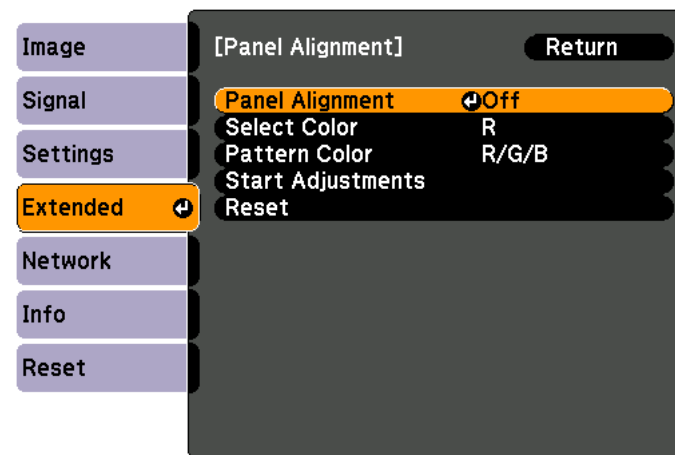 Image
Signal
Settings
Extended
Network
Info
Reset
[Panel Alignment] Return
Panel Alignment Off
Select Color R
Pattern Color R/G/B
Start Adjustments
Reset